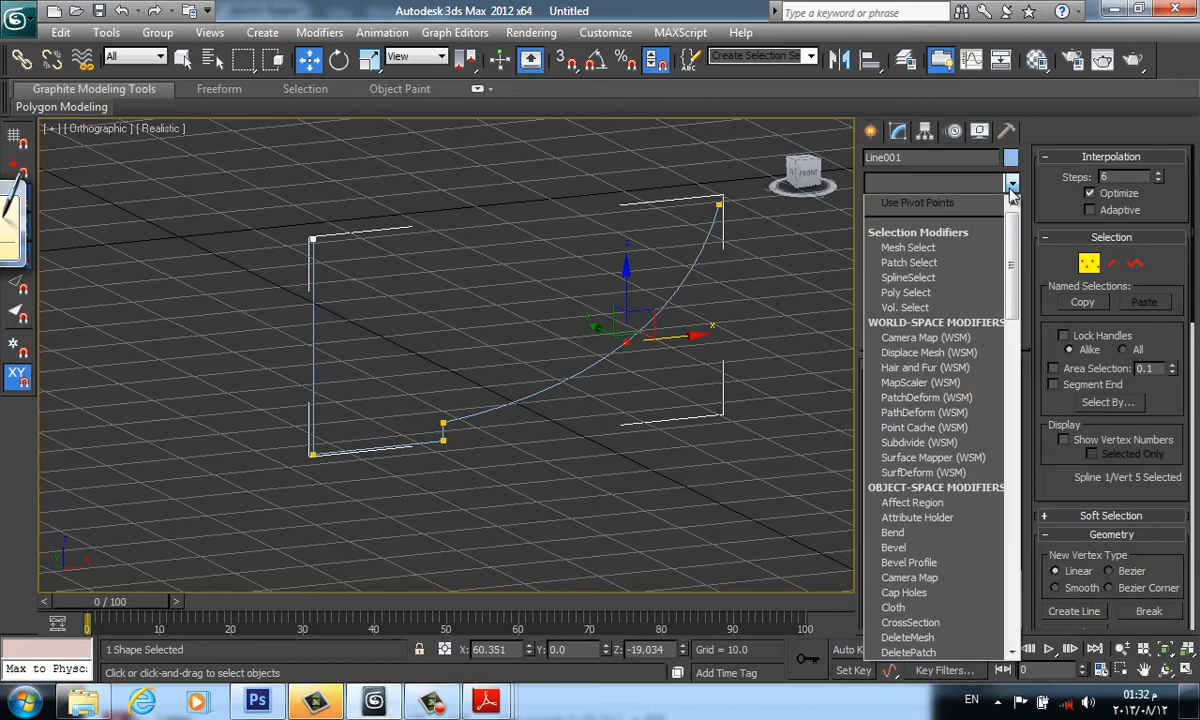 Autodesk 3ds Max 2012 x64 Untitled
Type a keyword or phrase
Edit Tools Group Views Create Modifiers Animation Graph Editors Rendering Customize MAXScript Help
All View Create Selection Se
Graphite Modeling Tools Freeform Selection Object Paint
Polygon Modeling
[ + ] [ Orthographic ] [ Realistic ]
FRONT
x
z
XY
Line001
Use Pivot Points
Selection Modifiers
Mesh Select
Patch Select
SplineSelect
Poly Select
Vol. Select
WORLD-SPACE MODIFIERS
Camera Map (WSM)
Displace Mesh (WSM)
Hair and Fur (WSM)
MapScaler (WSM)
PatchDeform (WSM)
PathDeform (WSM)
Point Cache (WSM)
Subdivide (WSM)
Surface Mapper (WSM)
SurfDeform (WSM)
OBJECT-SPACE MODIFIERS
Affect Region
Attribute Holder
Bend
Bevel
Bevel Profile
Camera Map
Cap Holes
Cloth
CrossSection
DeleteMesh
DeletePatch
Interpolation
Steps: 6
Optimize
Adaptive
Selection
Named Selections:
Copy Paste
Lock Handles
Alike All
Area Selection: 0.1
Segment End
Select By...
Display
Show Vertex Numbers
Selected Only
Spline 1/Vert 5 Selected
Soft Selection
Geometry
New Vertex Type
Linear Bezier
Smooth Bezier Corner
Create Line Break
0 / 100
0 10 20 30 40 50 60 70 80 90 100
1 Shape Selected X: 60.351 Y: 0.0 Z: -19.034 Grid = 10.0 Auto K
Max to Physc: Click or click-and-drag to select objects Add Time Tag Set Key Key Filters... 0
Ps EN
01:32 م
٢٠١٣/٠٨/١٢